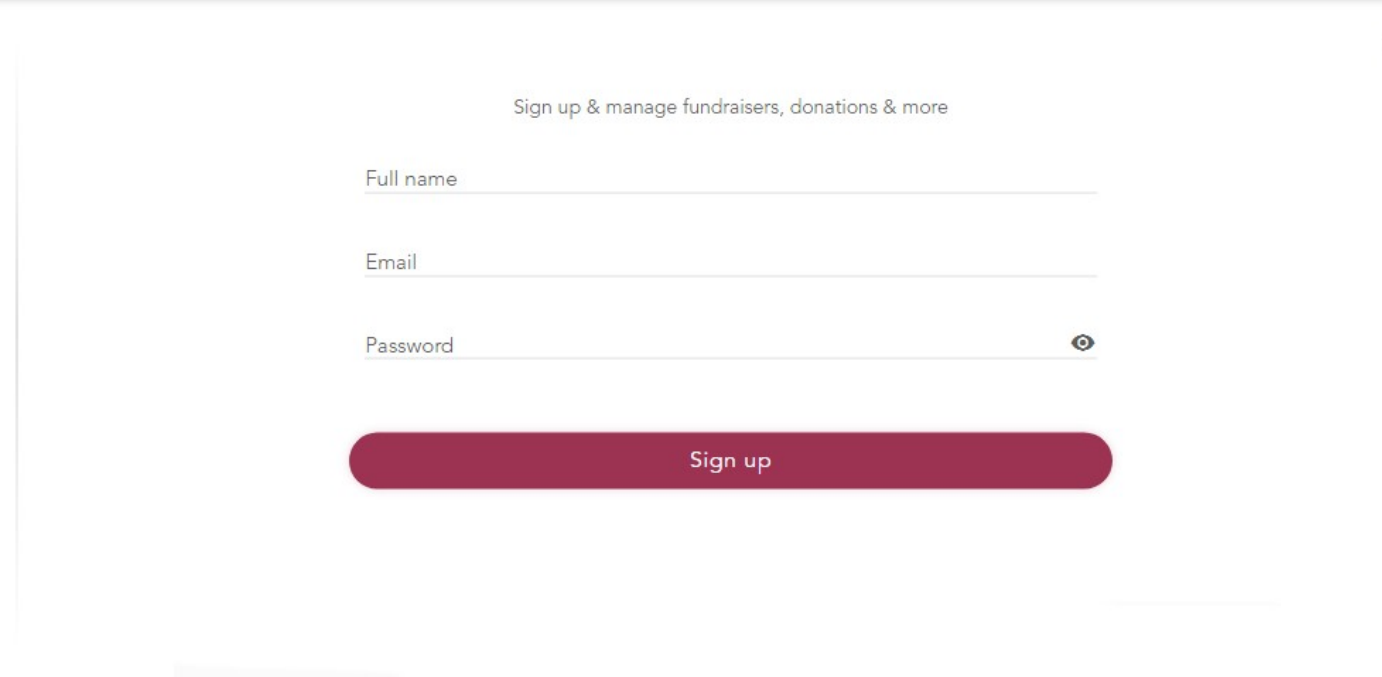 Sign up & manage fundraisers, donations & more
Full name
Email
Password
Sign up